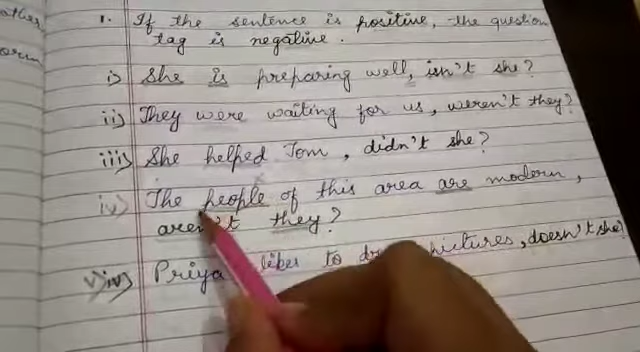 1. If the sentence is positive, the question
tag is negative.
i) She is preparing well, isn't she?
ii) They were waiting for us, weren't they?
iii) She helped Tom, didn't she?
iv) The people of this area are modern,
aren't they?
v) iv) Priya likes to pictures, doesn't she?